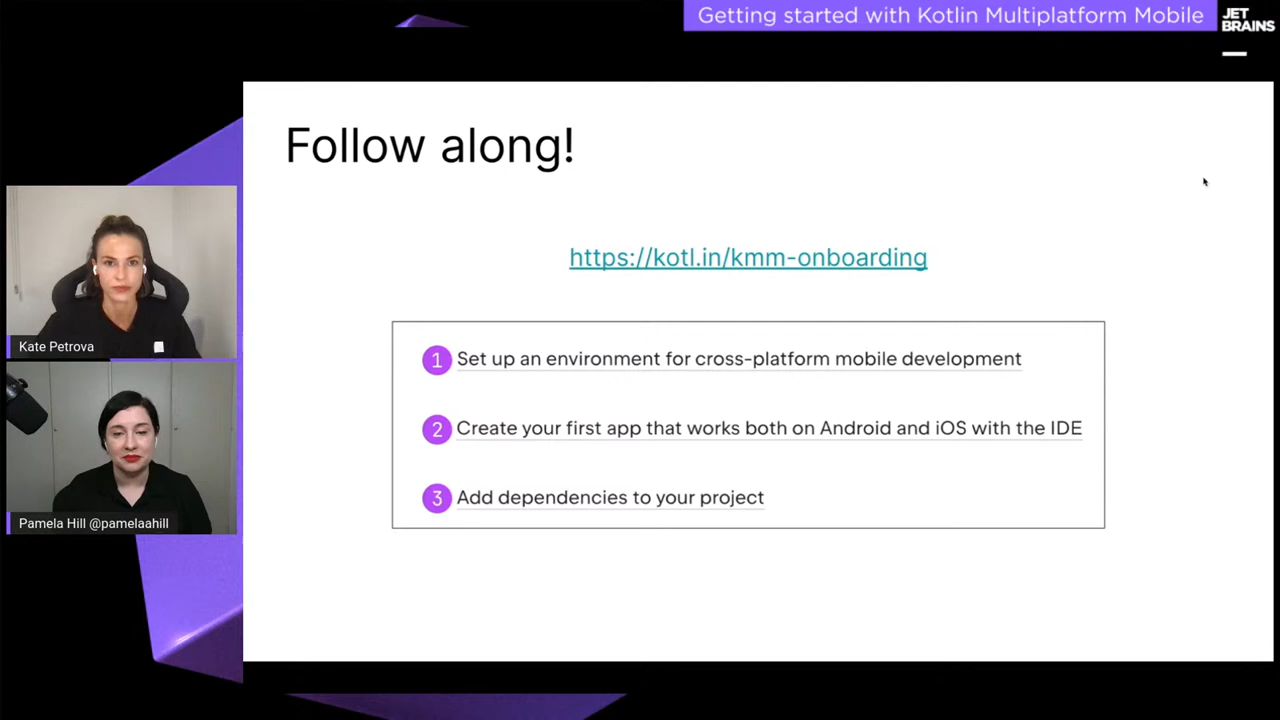 Getting started with Kotlin Multiplatform Mobile
JET
BRAINS
Follow along!
https://kotl.in/kmm-onboarding
1 Set up an environment for cross-platform mobile development
2 Create your first app that works both on Android and iOS with the IDE
3 Add dependencies to your project
Kate Petrova
Pamela Hill @pamelaahill